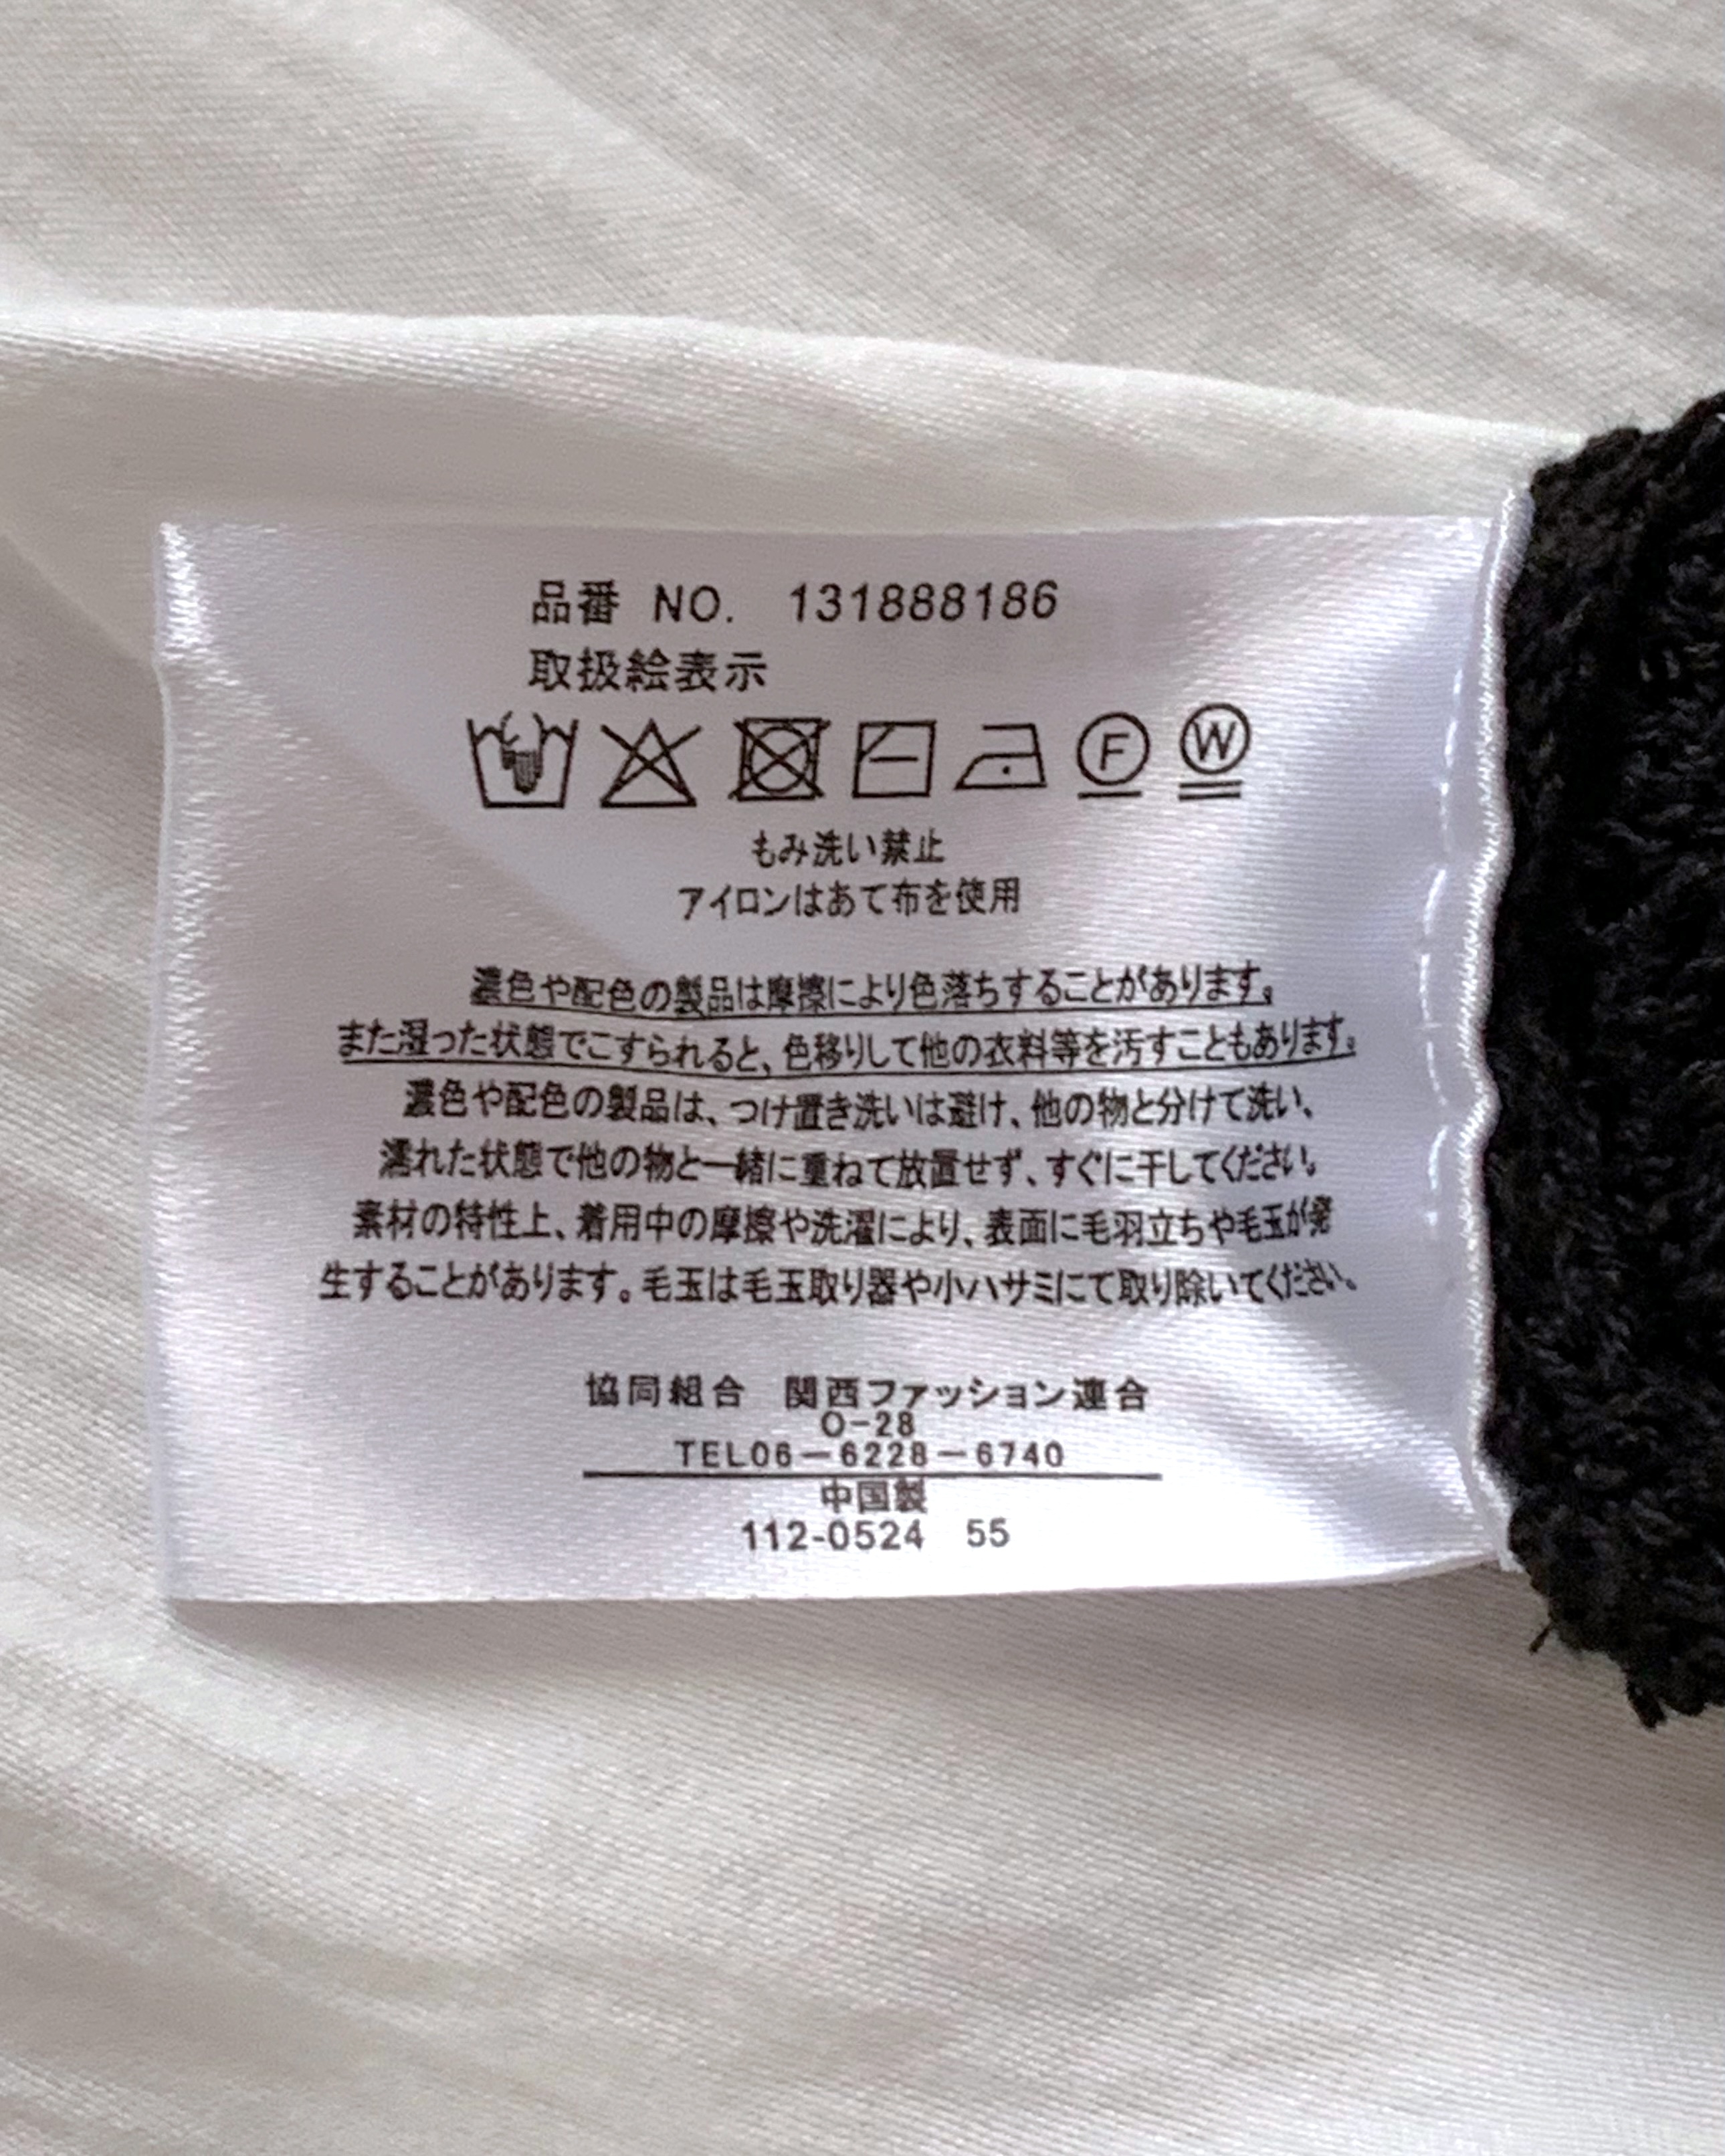 品番 NO. 131888186
取扱絵表示
F W
もみ洗い禁止
アイロンはあて布を使用
濃色や配色の製品は摩擦により色落ちすることがあります。
また湿った状態でこすられると、色移りして他の衣料等を汚すこともあります。
濃色や配色の製品は、つけ置き洗いは避け、他の物と分けて洗い、
濡れた状態で他の物と一緒に重ねて放置せず、すぐに干してください。
素材の特性上、着用中の摩擦や洗濯により、表面に毛羽立ちや毛玉が発
生することがあります。毛玉は毛玉取り器や小ハサミにて取り除いてください。
協同組合 関西ファッション連合
O-28
TEL06-6228-6740
中国製
112-0524 55